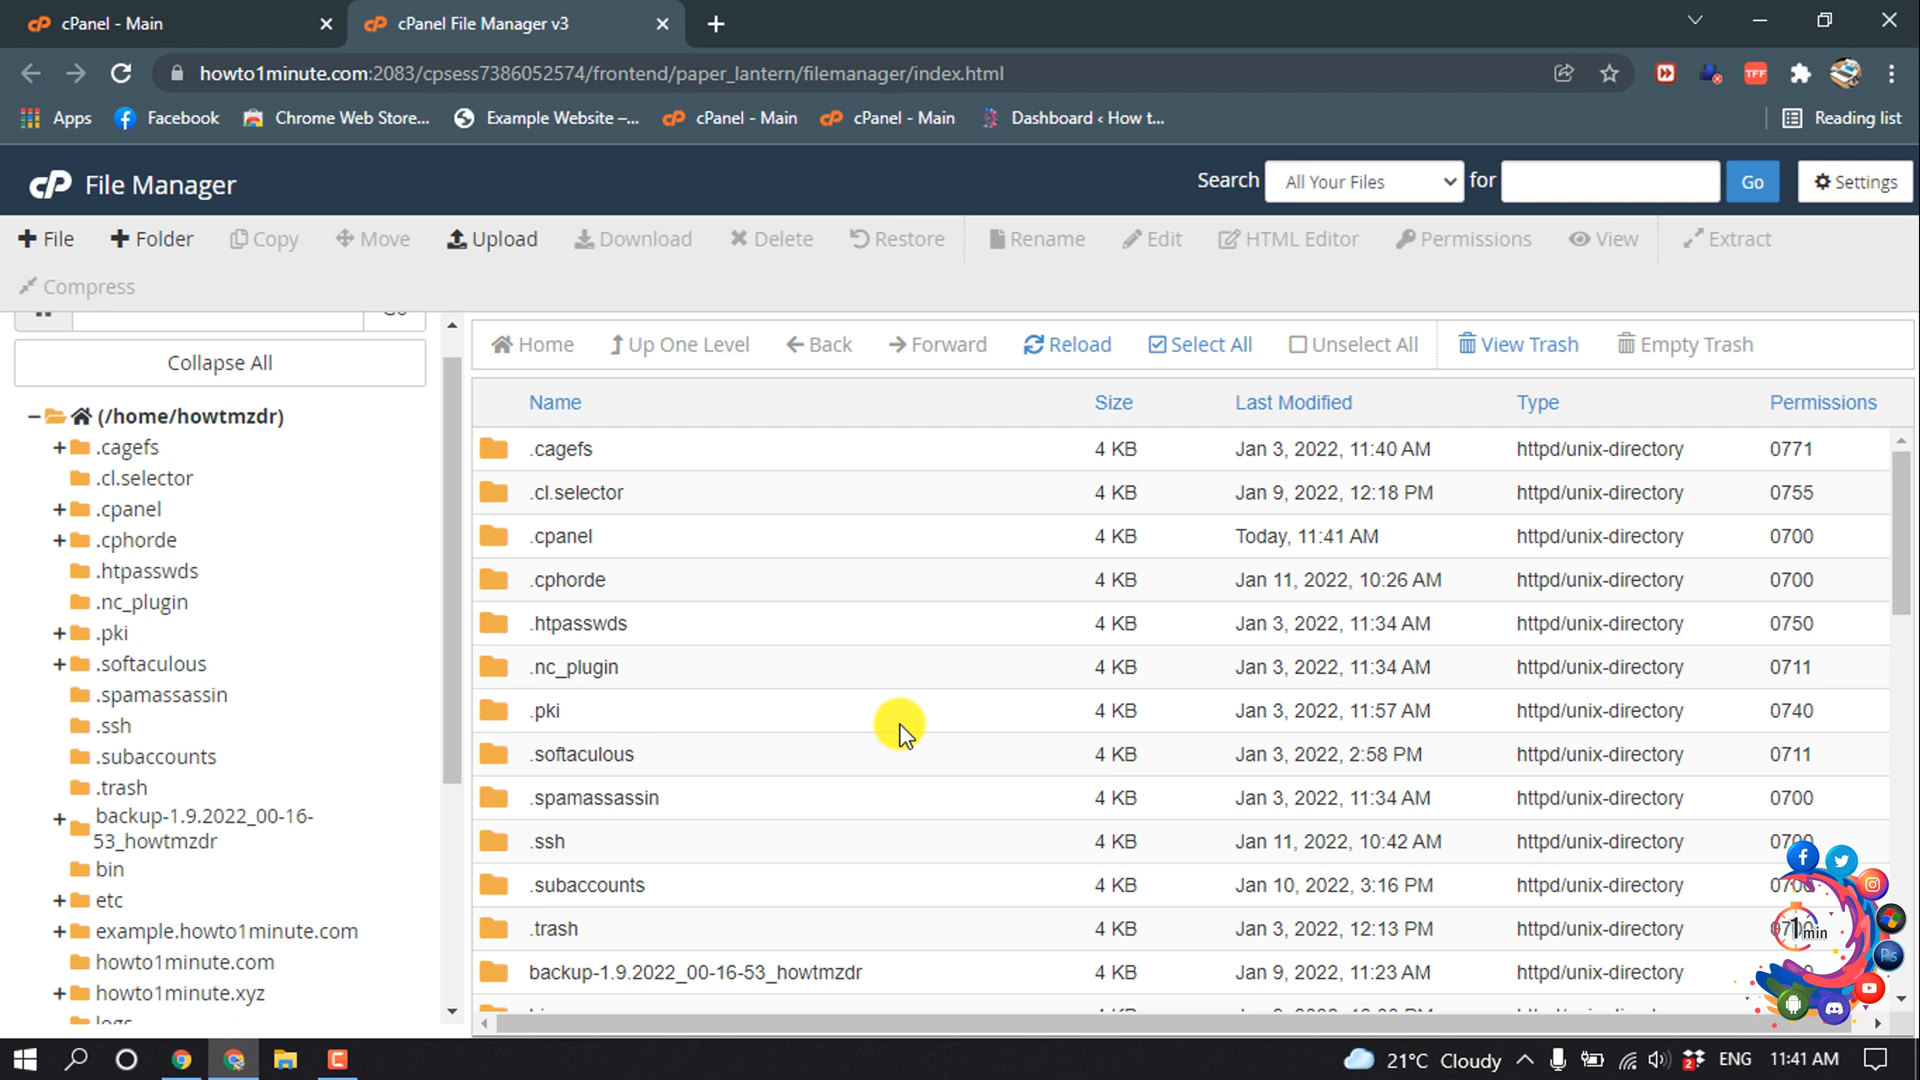 cPanel - Main
cPanel File Manager v3
howto1minute.com:2083/cpsess7386052574/frontend/paper_lantern/filemanager/index.html
TFF
Apps Facebook Chrome Web Store... Example Website –... cPanel - Main cPanel - Main Dashboard ‹ How t... Reading list
cP File Manager
Search All Your Files for Go Settings
File Folder Copy Move Upload Download Delete Restore Rename Edit HTML Editor Permissions View Extract
Compress
Collapse All
(/home/howtmzdr)
.cagefs
.cl.selector
.cpanel
.cphorde
.htpasswds
.nc_plugin
.pki
.softaculous
.spamassassin
.ssh
.subaccounts
.trash
backup-1.9.2022_00-16-
53_howtmzdr
bin
etc
example.howto1minute.com
howto1minute.com
howto1minute.xyz
logs
Home Up One Level Back Forward Reload Select All Unselect All View Trash Empty Trash
Name Size Last Modified Type Permissions
.cagefs 4 KB Jan 3, 2022, 11:40 AM httpd/unix-directory 0771
.cl.selector 4 KB Jan 9, 2022, 12:18 PM httpd/unix-directory 0755
.cpanel 4 KB Today, 11:41 AM httpd/unix-directory 0700
.cphorde 4 KB Jan 11, 2022, 10:26 AM httpd/unix-directory 0700
.htpasswds 4 KB Jan 3, 2022, 11:34 AM httpd/unix-directory 0750
.nc_plugin 4 KB Jan 3, 2022, 11:34 AM httpd/unix-directory 0711
.pki 4 KB Jan 3, 2022, 11:57 AM httpd/unix-directory 0740
.softaculous 4 KB Jan 3, 2022, 2:58 PM httpd/unix-directory 0711
.spamassassin 4 KB Jan 3, 2022, 11:34 AM httpd/unix-directory 0700
.ssh 4 KB Jan 11, 2022, 10:42 AM httpd/unix-directory 0700
.subaccounts 4 KB Jan 10, 2022, 3:16 PM httpd/unix-directory 0700
.trash 4 KB Jan 3, 2022, 12:13 PM httpd/unix-directory
backup-1.9.2022_00-16-53_howtmzdr 4 KB Jan 9, 2022, 11:23 AM httpd/unix-directory
1min
Ps
21°C Cloudy ENG 11:41 AM